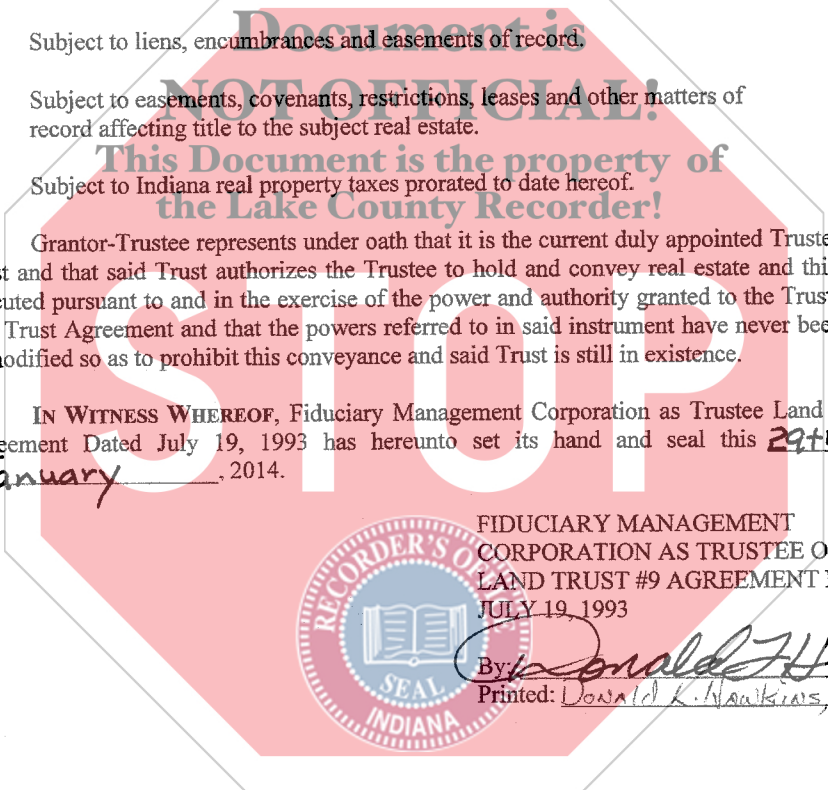 Document is
Subject to liens, encumbrances and easements of record.
NOT OFFICIAL!
Subject to easements, covenants, restrictions, leases and other matters of
record affecting title to the subject real estate.
This Document is the property of
Subject to Indiana real property taxes prorated to date hereof.
the Lake County Recorder!
Grantor-Trustee represents under oath that it is the current duly appointed Truste
t and that said Trust authorizes the Trustee to hold and convey real estate and thi
uted pursuant to and in the exercise of the power and authority granted to the Trus
Trust Agreement and that the powers referred to in said instrument have never bee
odified so as to prohibit this conveyance and said Trust is still in existence.
STOP
IN WITNESS WHEREOF, Fiduciary Management Corporation as Trustee Land
eement Dated July 19, 1993 has hereunto set its hand and seal this 29th
anuary, 2014.
FIDUCIARY MANAGEMENT
CORPORATION AS TRUSTEE O
LAND TRUST #9 AGREEMENT
JULY 19, 1993
RECORDER'S OFFICE
SEAL
INDIANA
By: Donald
Printed: Donald K. Hawkins,